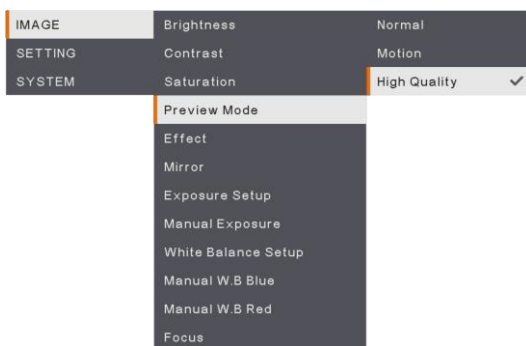 IMAGE
SETTING
SYSTEM
Brightness
Contrast
Saturation
Preview Mode
Effect
Mirror
Exposure Setup
Manual Exposure
White Balance Setup
Manual W.B Blue
Manual W.B Red
Focus
Normal
Motion
High Quality ✓